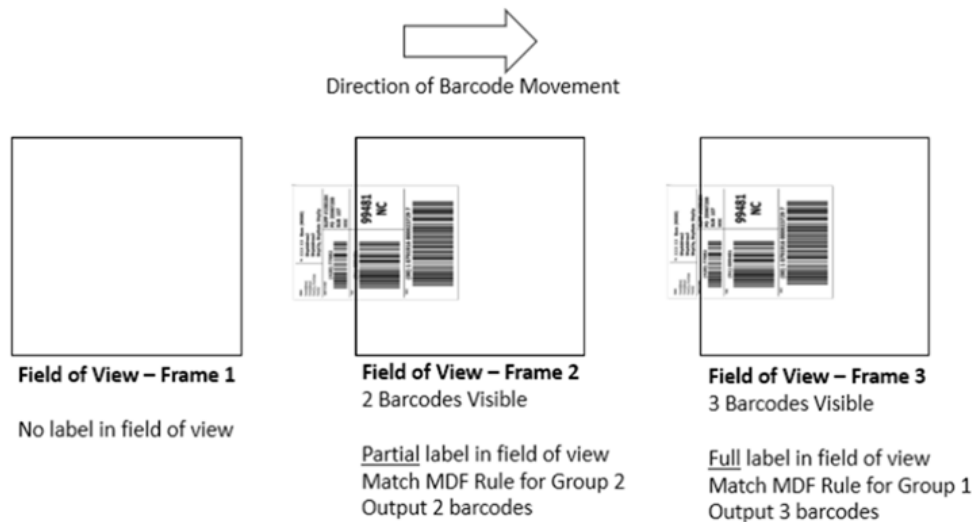 Direction of Barcode Movement
99481
NC
99481
NC
Field of View – Frame 1
No label in field of view
Field of View – Frame 2
2 Barcodes Visible
Partial label in field of view
Match MDF Rule for Group 2
Output 2 barcodes
Field of View – Frame 3
3 Barcodes Visible
Full label in field of view
Match MDF Rule for Group 1
Output 3 barcodes